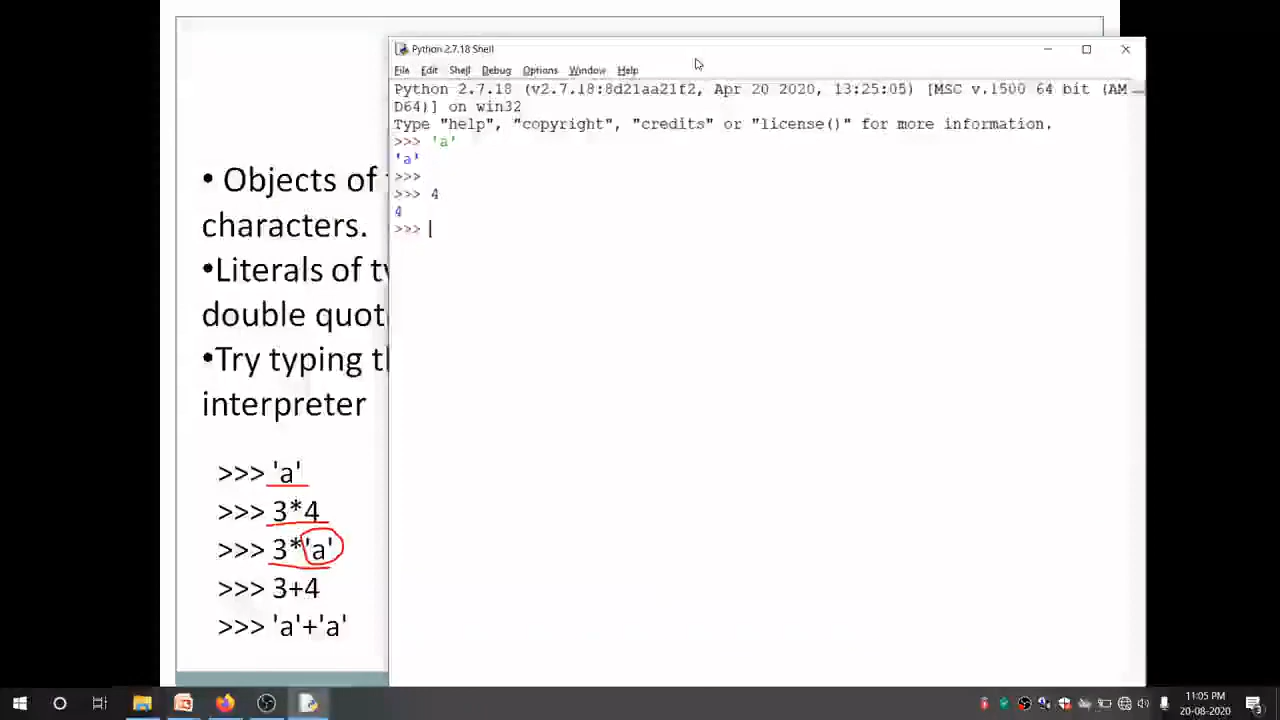 Python 2.7.18 Shell
File Edit Shell Debug Options Window Help
Python 2.7.18 (v2.7.18:8d21aa21f2, Apr 20 2020, 13:25:05) [MSC v.1500 64 bit (AM
D64)] on win32
Type "help", "copyright", "credits" or "license()" for more information.
>>> 'a'
'a'
>>>
>>> 4
4
>>>
• Objects of
characters.
•Literals of
double quot
•Try typing
interpreter
>>> 'a'
>>> 3*4
>>> 3*'a'
>>> 3+4
>>> 'a'+'a'
11:05 PM
20-08-2020
3